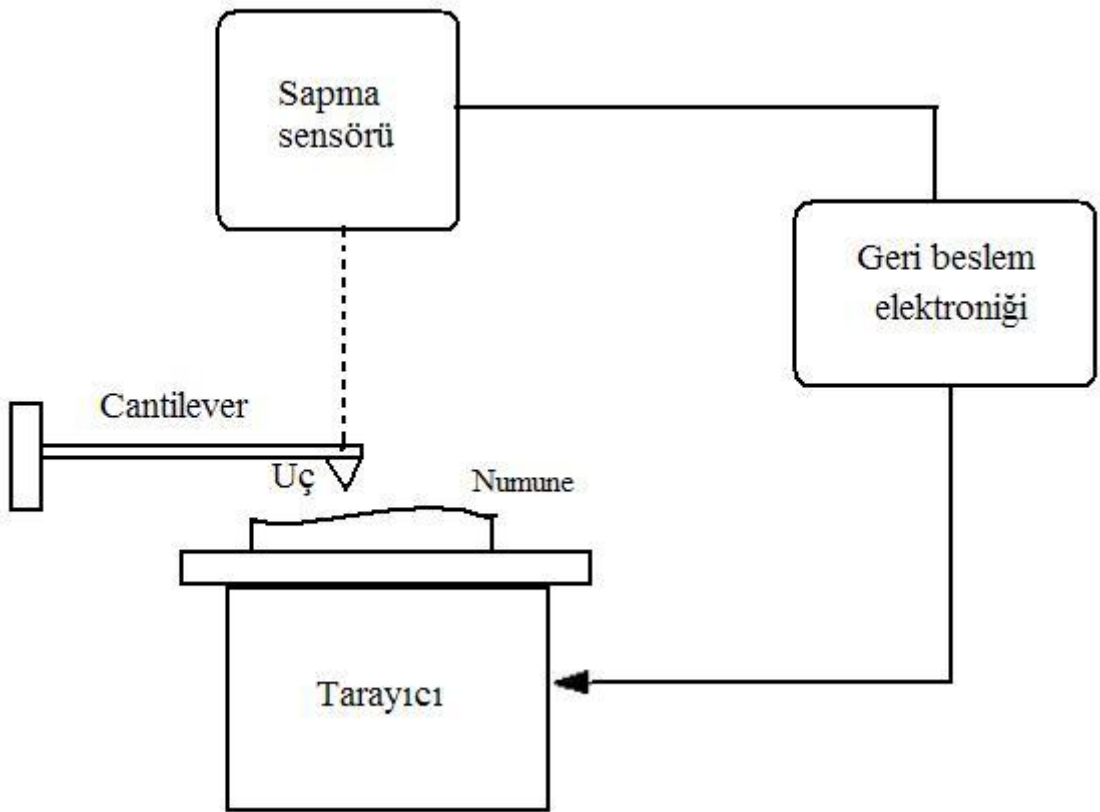 Sapma
sensörü
Geri beslem
elektroniği
Cantilever
Uç
Numune
Tarayıcı